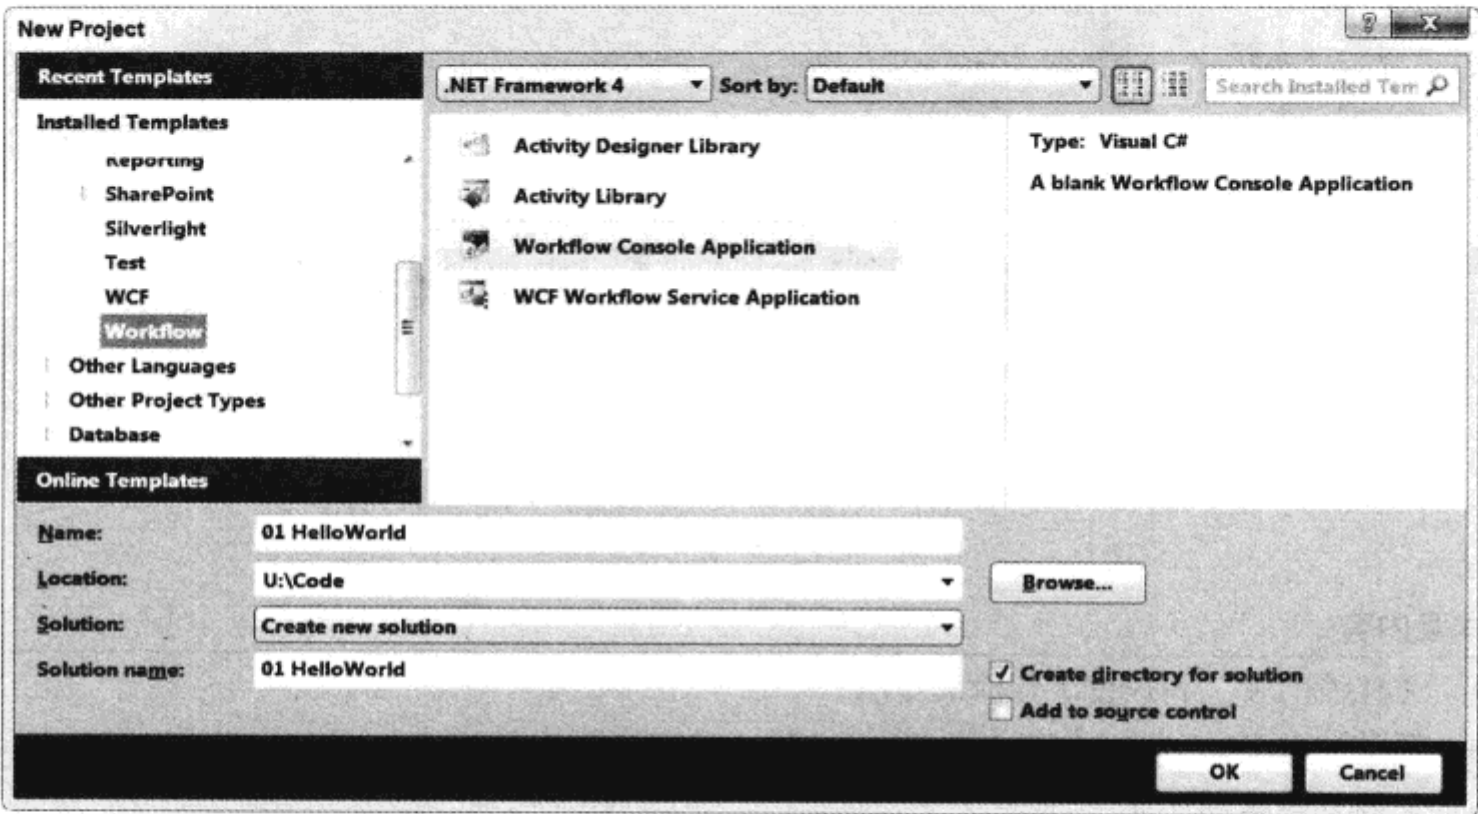 New Project
Recent Templates
.NET Framework 4 Sort by: Default Search Installed Tem
Installed Templates
Reporting
SharePoint
Silverlight
Test
WCF
Workflow
Other Languages
Other Project Types
Database
Online Templates
Activity Designer Library
Activity Library
Workflow Console Application
WCF Workflow Service Application
Type: Visual C#
A blank Workflow Console Application
Name: 01 HelloWorld
Location: U:\Code
Browse...
Solution: Create new solution
Solution name: 01 HelloWorld
Create directory for solution
Add to source control
OK Cancel